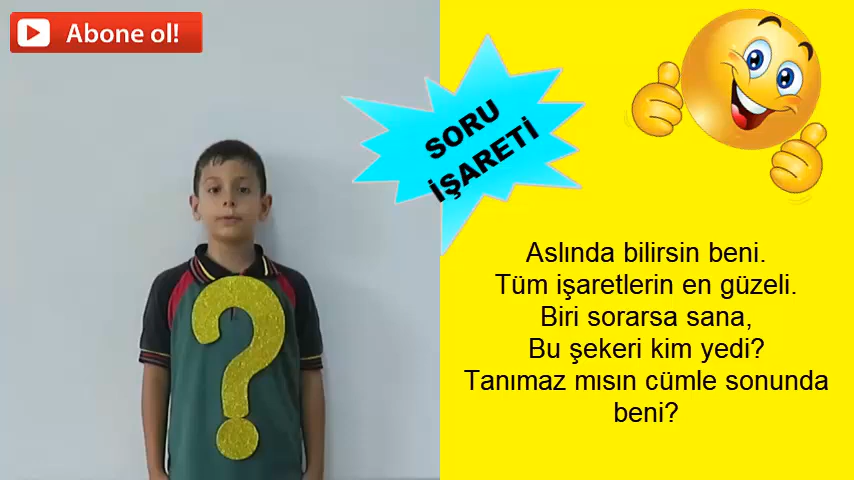 Abone ol!
SORU
İŞARETİ
?
Aslında bilirsin beni.
Tüm işaretlerin en güzeli.
Biri sorarsa sana,
Bu şekeri kim yedi?
Tanımaz mısın cümle sonunda
beni?